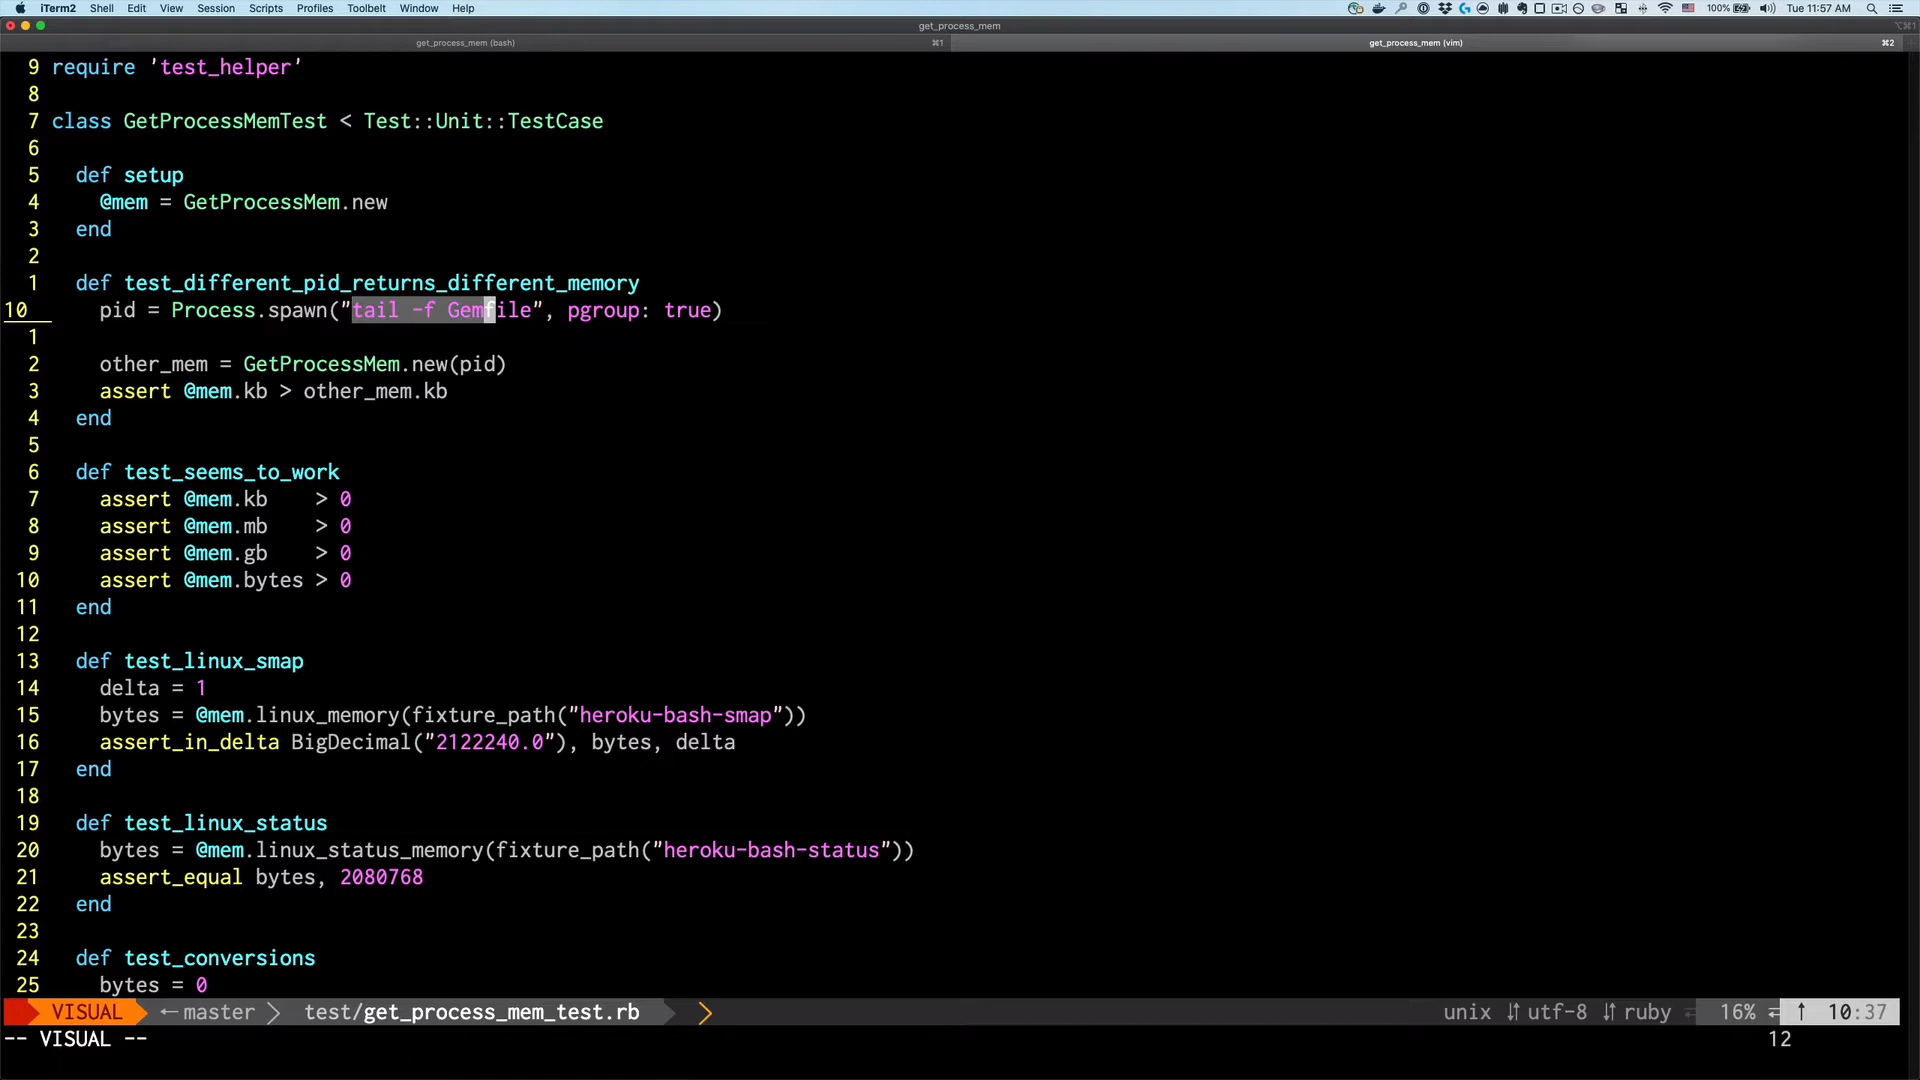 iTerm2 Shell Edit View Session Scripts Profiles Toolbelt Window Help 100% Tue 11:57 AM
get_process_mem
⌥⌘1
get_process_mem (bash) ⌘1 get_process_mem (vim) ⌘2
9 require 'test_helper'
8
7 class GetProcessMemTest < Test::Unit::TestCase
6
5 def setup
4 @mem = GetProcessMem.new
3 end
2
1 def test_different_pid_returns_different_memory
10 pid = Process.spawn("tail -f Gemfile", pgroup: true)
1
2 other_mem = GetProcessMem.new(pid)
3 assert @mem.kb > other_mem.kb
4 end
5
6 def test_seems_to_work
7 assert @mem.kb > 0
8 assert @mem.mb > 0
9 assert @mem.gb > 0
10 assert @mem.bytes > 0
11 end
12
13 def test_linux_smap
14 delta = 1
15 bytes = @mem.linux_memory(fixture_path("heroku-bash-smap"))
16 assert_in_delta BigDecimal("2122240.0"), bytes, delta
17 end
18
19 def test_linux_status
20 bytes = @mem.linux_status_memory(fixture_path("heroku-bash-status"))
21 assert_equal bytes, 2080768
22 end
23
24 def test_conversions
25 bytes = 0
VISUAL master test/get_process_mem_test.rb unix utf-8 ruby 16% 10:37
-- VISUAL -- 12